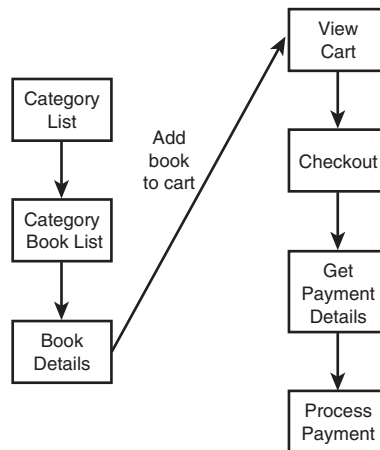 Category
List
Category
Book List
Book
Details
Add
book
to cart
View
Cart
Checkout
Get
Payment
Details
Process
Payment